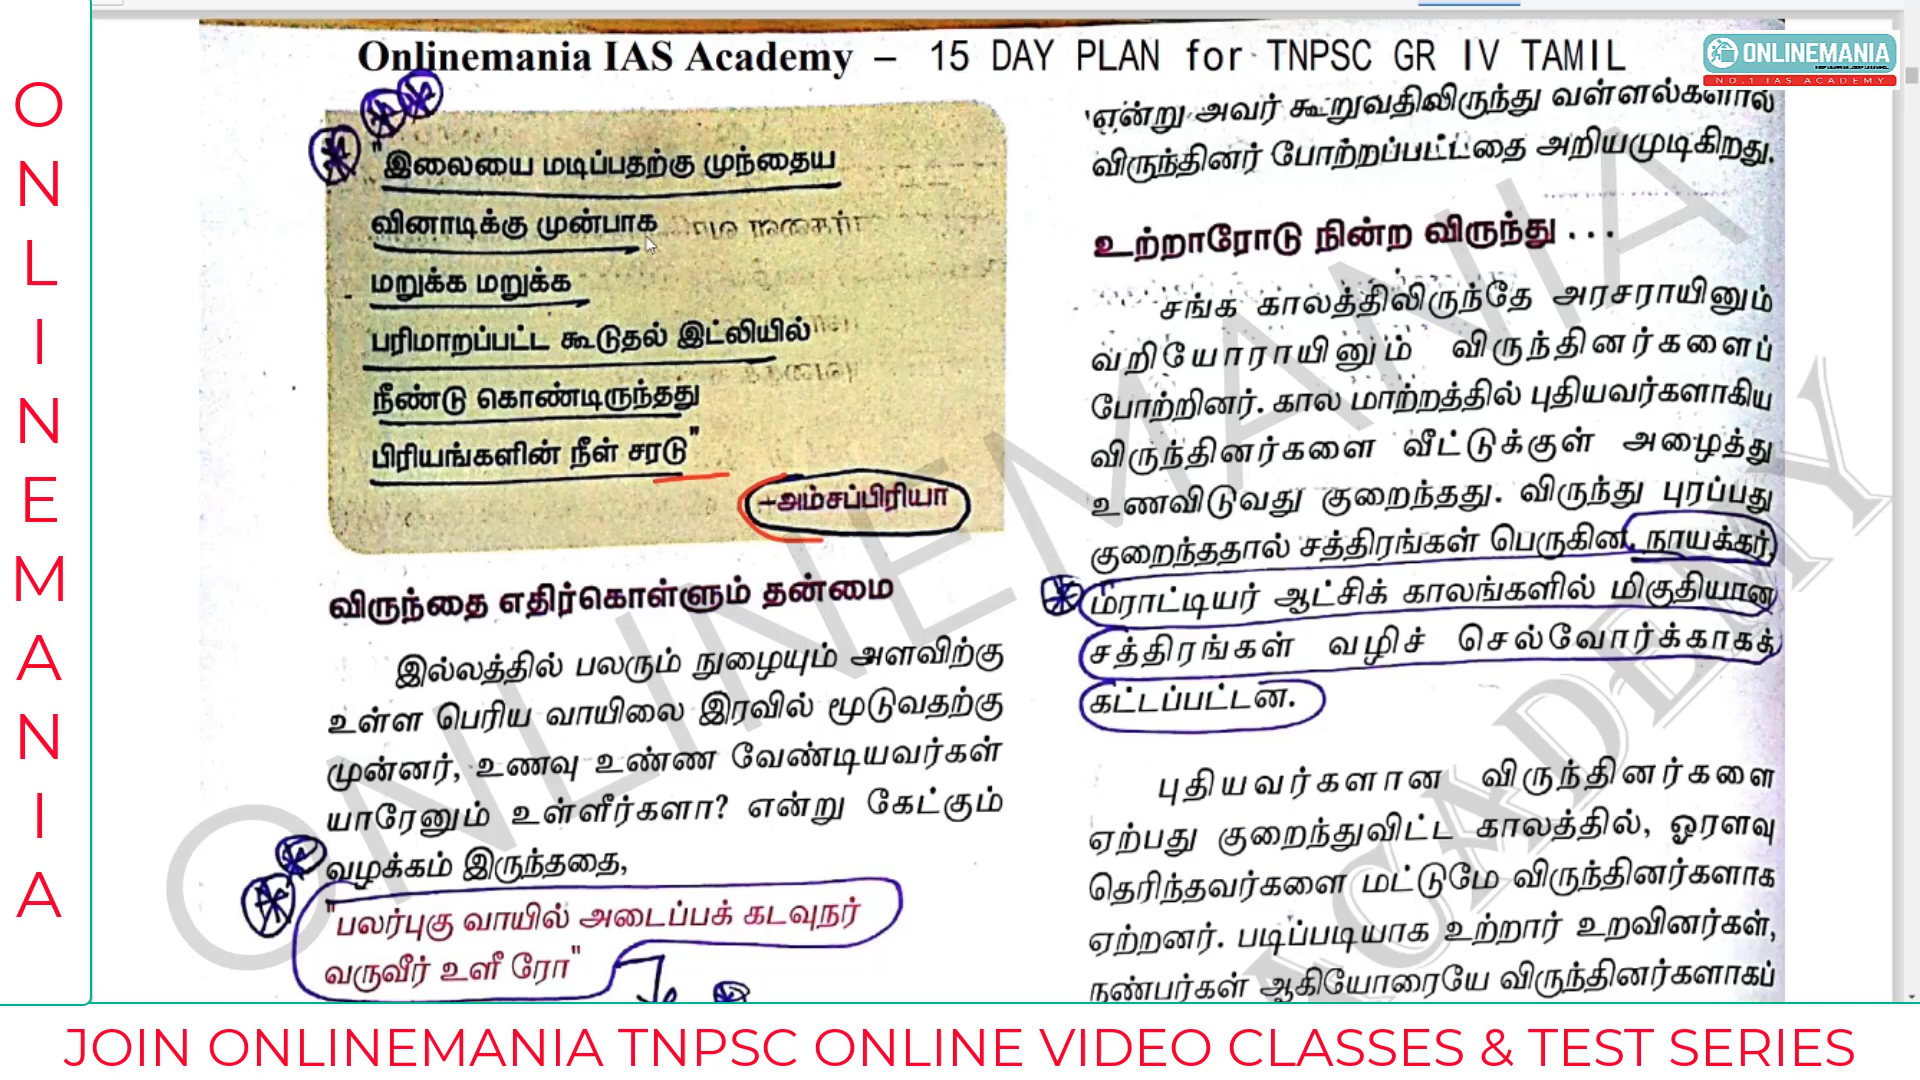 Onlinemania IAS Academy – 15 DAY PLAN for TNPSC GR IV TAMIL
ONLINEMANIA
NO.1 IAS ACADEMY
ONLINEMANIA
"இலையை மடிப்பதற்கு முந்தைய
வினாடிக்கு முன்பாக
மறுக்க மறுக்க
பரிமாறப்பட்ட கூடுதல் இட்லியில்
நீண்டு கொண்டிருந்தது
பிரியங்களின் நீள் சரடு"
-அம்சப்பிரியா
விருந்தை எதிர்கொள்ளும் தன்மை
இல்லத்தில் பலரும் நுழையும் அளவிற்கு
உள்ள பெரிய வாயிலை இரவில் மூடுவதற்கு
முன்னர், உணவு உண்ண வேண்டியவர்கள்
யாரேனும் உள்ளீர்களா? என்று கேட்கும்
வழக்கம் இருந்ததை,
"பலர்புகு வாயில் அடைப்பக் கடவுநர்
வருவீர் உளீ ரோ"
என்று அவர் கூறுவதிலிருந்து வள்ளல்களால்
விருந்தினர் போற்றப்பட்டதை அறியமுடிகிறது.
உற்றாரோடு நின்ற விருந்து . . .
சங்க காலத்திலிருந்தே அரசராயினும்
வறியோராயினும் விருந்தினர்களைப்
போற்றினர். கால மாற்றத்தில் புதியவர்களாகிய
விருந்தினர்களை வீட்டுக்குள் அழைத்து
உணவிடுவது குறைந்தது. விருந்து புரப்பது
குறைந்ததால் சத்திரங்கள் பெருகின. நாயக்கர்,
மராட்டியர் ஆட்சிக் காலங்களில் மிகுதியான
சத்திரங்கள் வழிச் செல்வோர்க்காகக்
கட்டப்பட்டன.
புதியவர்களான விருந்தினர்களை
ஏற்பது குறைந்துவிட்ட காலத்தில், ஓரளவு
தெரிந்தவர்களை மட்டுமே விருந்தினர்களாக
ஏற்றனர். படிப்படியாக உற்றார் உறவினர்கள்,
நண்பர்கள் ஆகியோரையே விருந்தினர்களாகப்
ONLINEMANIA
ACADEMY
JOIN ONLINEMANIA TNPSC ONLINE VIDEO CLASSES & TEST SERIES